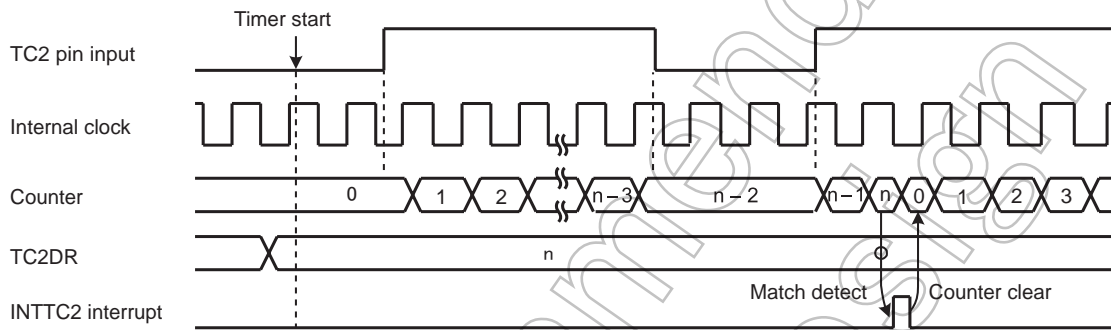 Timer start
TC2 pin input
Internal clock
Counter 0 1 2 n – 3 n – 2 n – 1 n 0 1 2 3
TC2DR n
Match detect Counter clear
INTTC2 interrupt